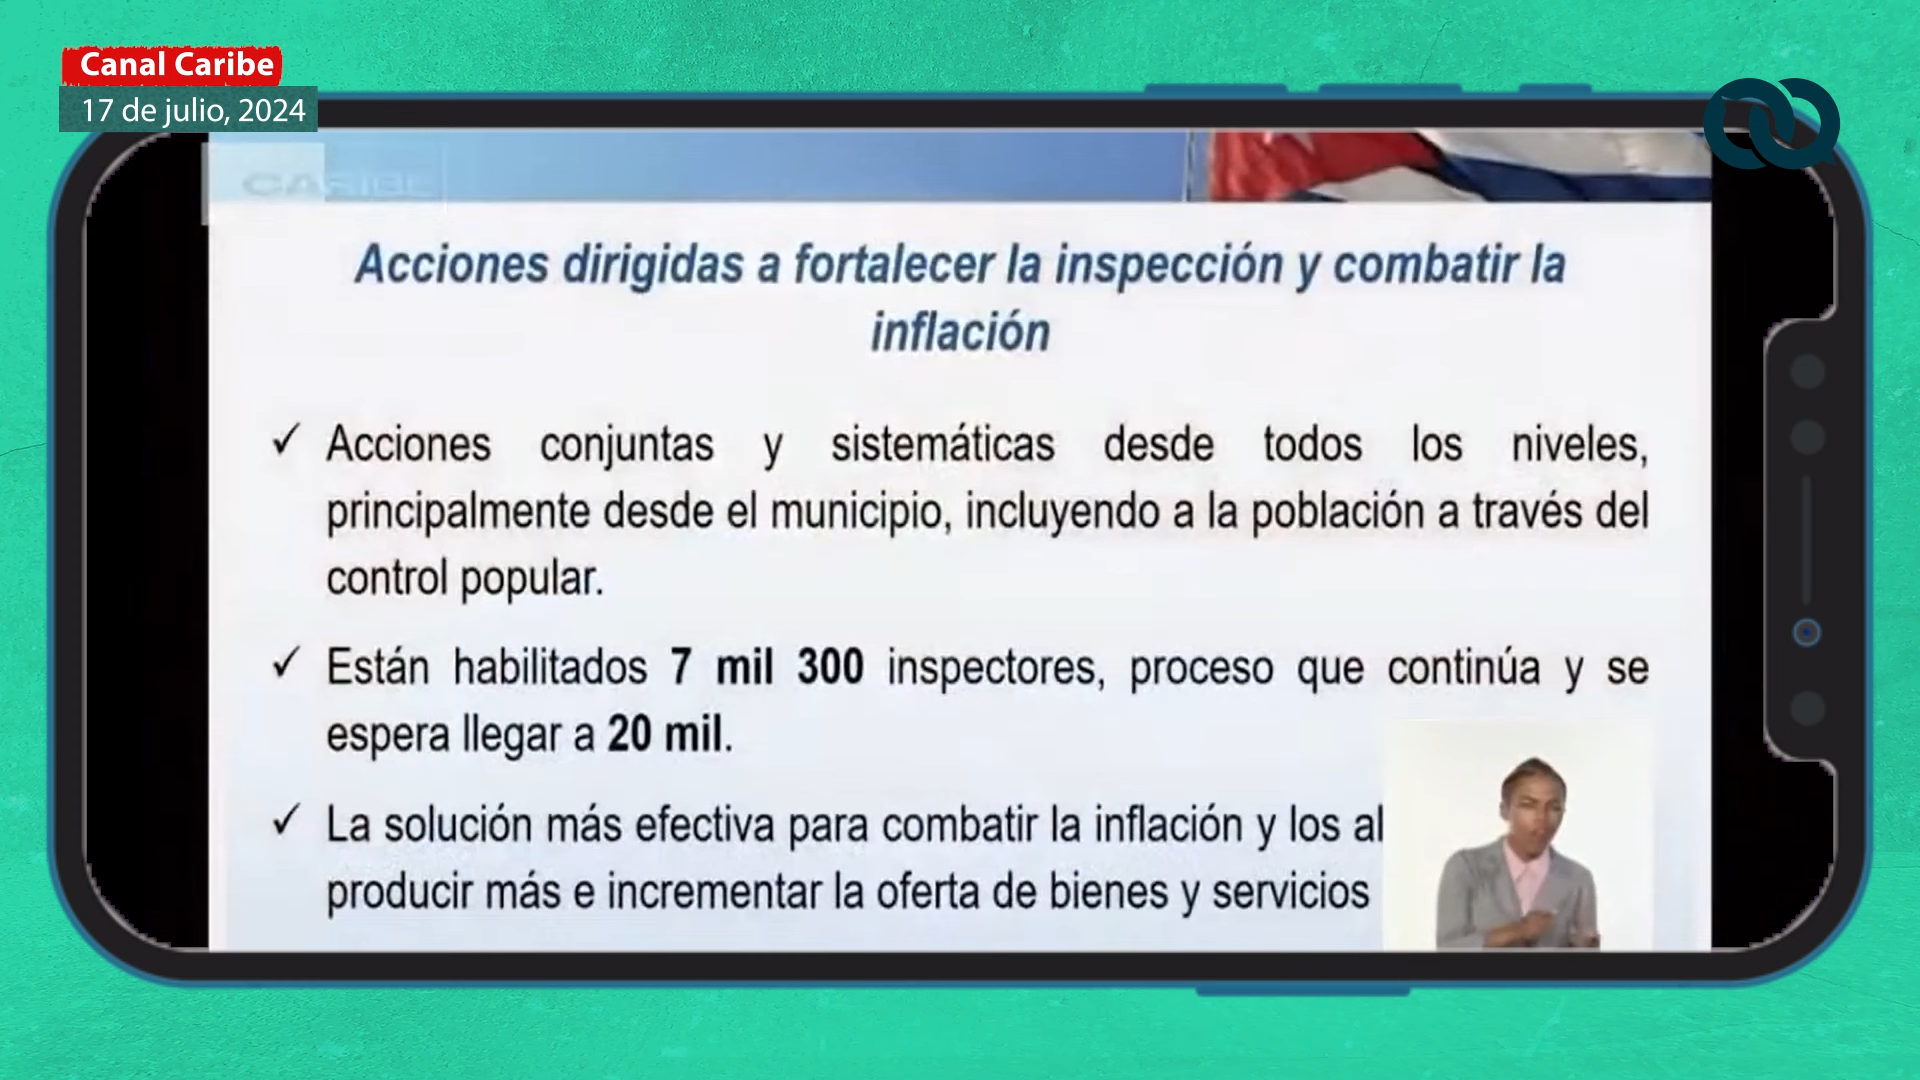 Canal Caribe
17 de julio, 2024
CARIBE
Acciones dirigidas a fortalecer la inspección y combatir la
inflación
✓ Acciones conjuntas y sistemáticas desde todos los niveles,
principalmente desde el municipio, incluyendo a la población a través del
control popular.
✓ Están habilitados 7 mil 300 inspectores, proceso que continúa y se
espera llegar a 20 mil.
✓ La solución más efectiva para combatir la inflación y los al
producir más e incrementar la oferta de bienes y servicios